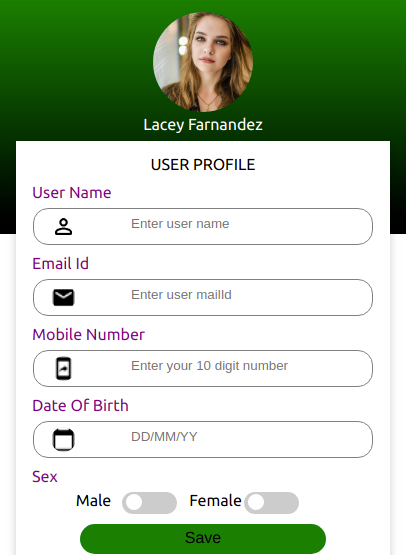 Lacey Farnandez
USER PROFILE
User Name
Enter user name
Email Id
Enter user mailId
Mobile Number
Enter your 10 digit number
Date Of Birth
DD/MM/YY
Sex
Male Female
Save